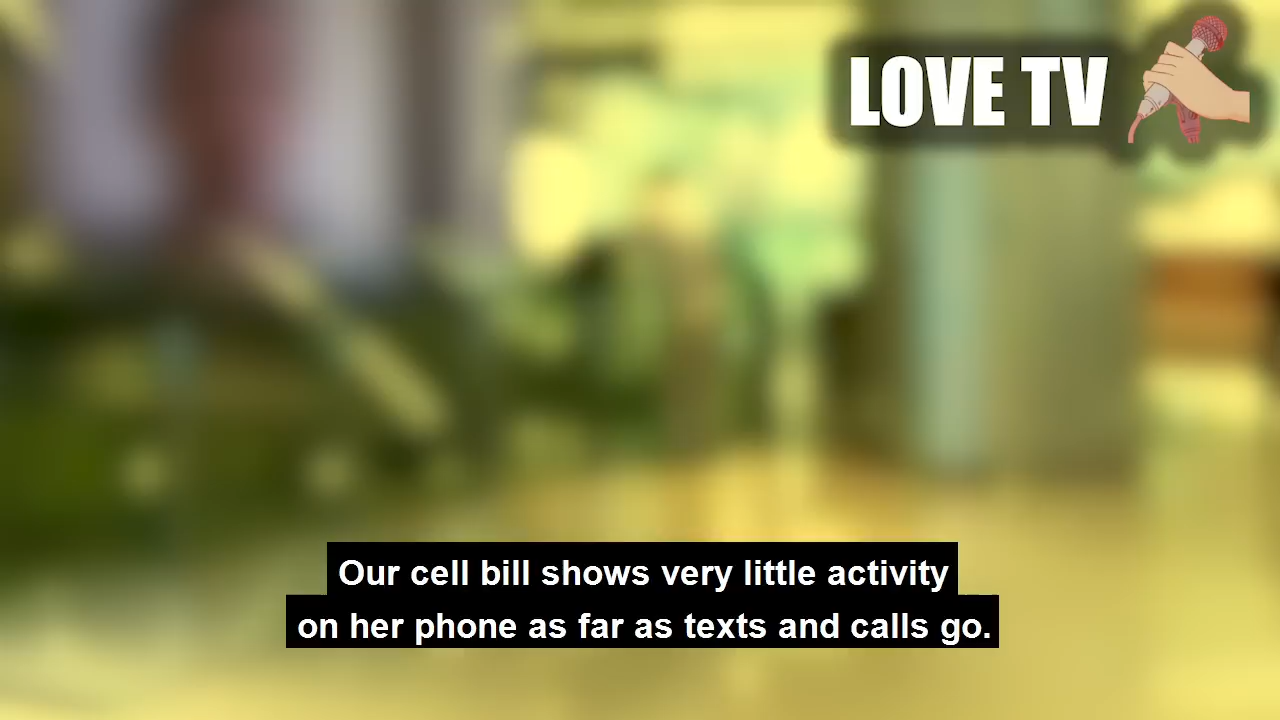 LOVE TV
Our cell bill shows very little activity
on her phone as far as texts and calls go.